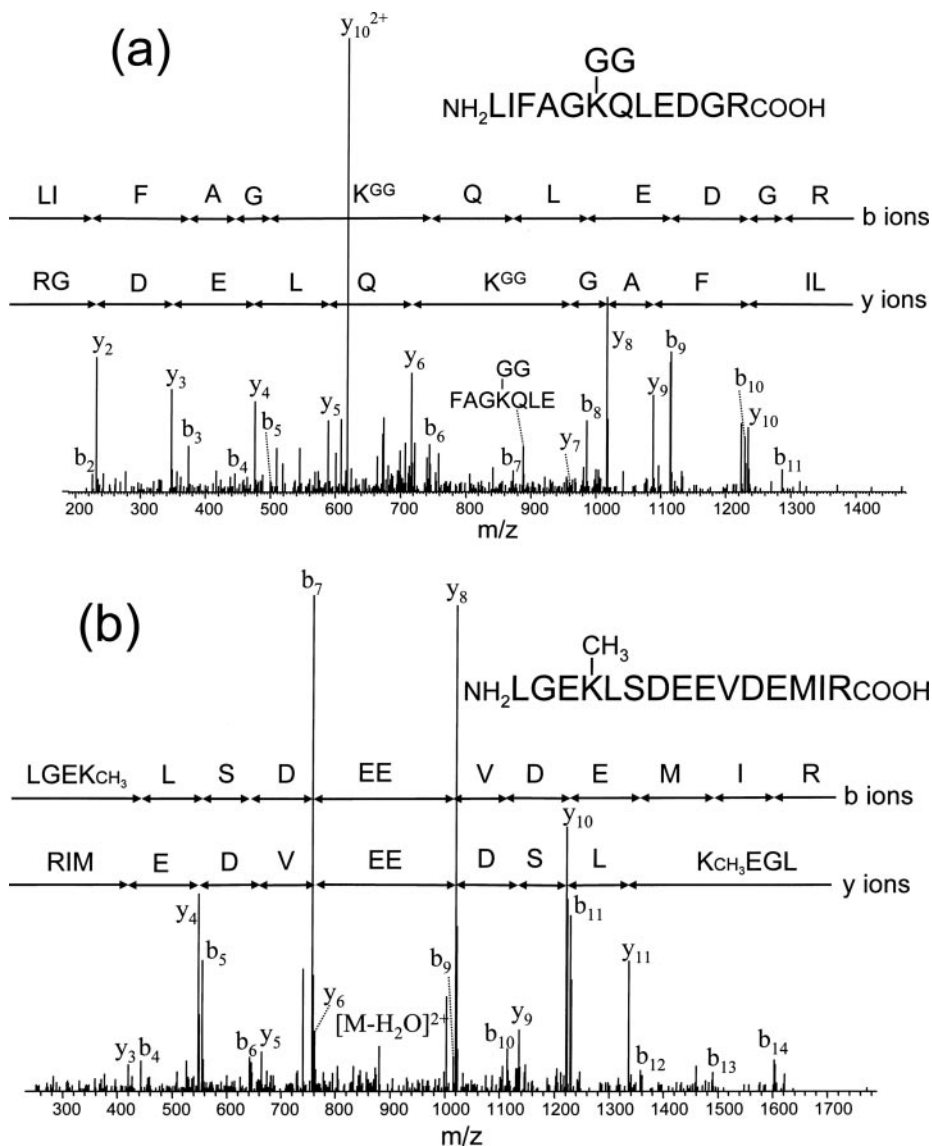 (a)
y10 2+
GG
NH2LIFAGKQLEDGRCOOH
LI F A G KGG Q L E D G R
b ions
RG D E L Q KGG G A F IL
y ions
y2 y3 y4 y5 y6 y8 y9 y10
b2 b3 b4 b5 b6 b7 b8 b9 b10 b11
GG
FAGKQLE
y7
200 300 400 500 600 700 800 900 1000 1100 1200 1300 1400
m/z
(b)
b7
y8
CH3
NH2LGEKLSDEEVDEMIRCOOH
LGEKCH3 L S D EE V D E M I R
b ions
y10
RIM E D V EE D S L KCH3EGL
y ions
y4 b5 b11
b9 y11
y6 [M-H2O]2+
y3 b4 b6 y5 b10 y9 b12 b13 b14
300 400 500 600 700 800 900 1000 1100 1200 1300 1400 1500 1600 1700
m/z